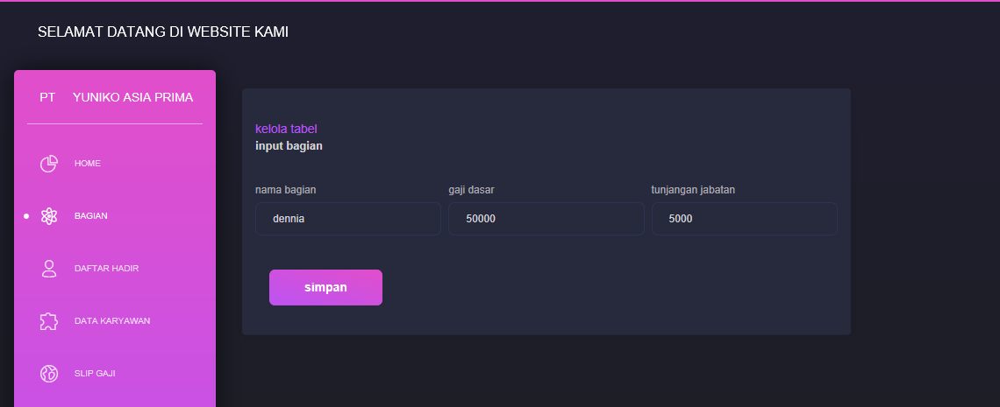 SELAMAT DATANG DI WEBSITE KAMI
PT YUNIKO ASIA PRIMA
HOME
BAGIAN
DAFTAR HADIR
DATA KARYAWAN
SLIP GAJI
kelola tabel
input bagian
nama bagian gaji dasar tunjangan jabatan
dennia 50000 5000
simpan